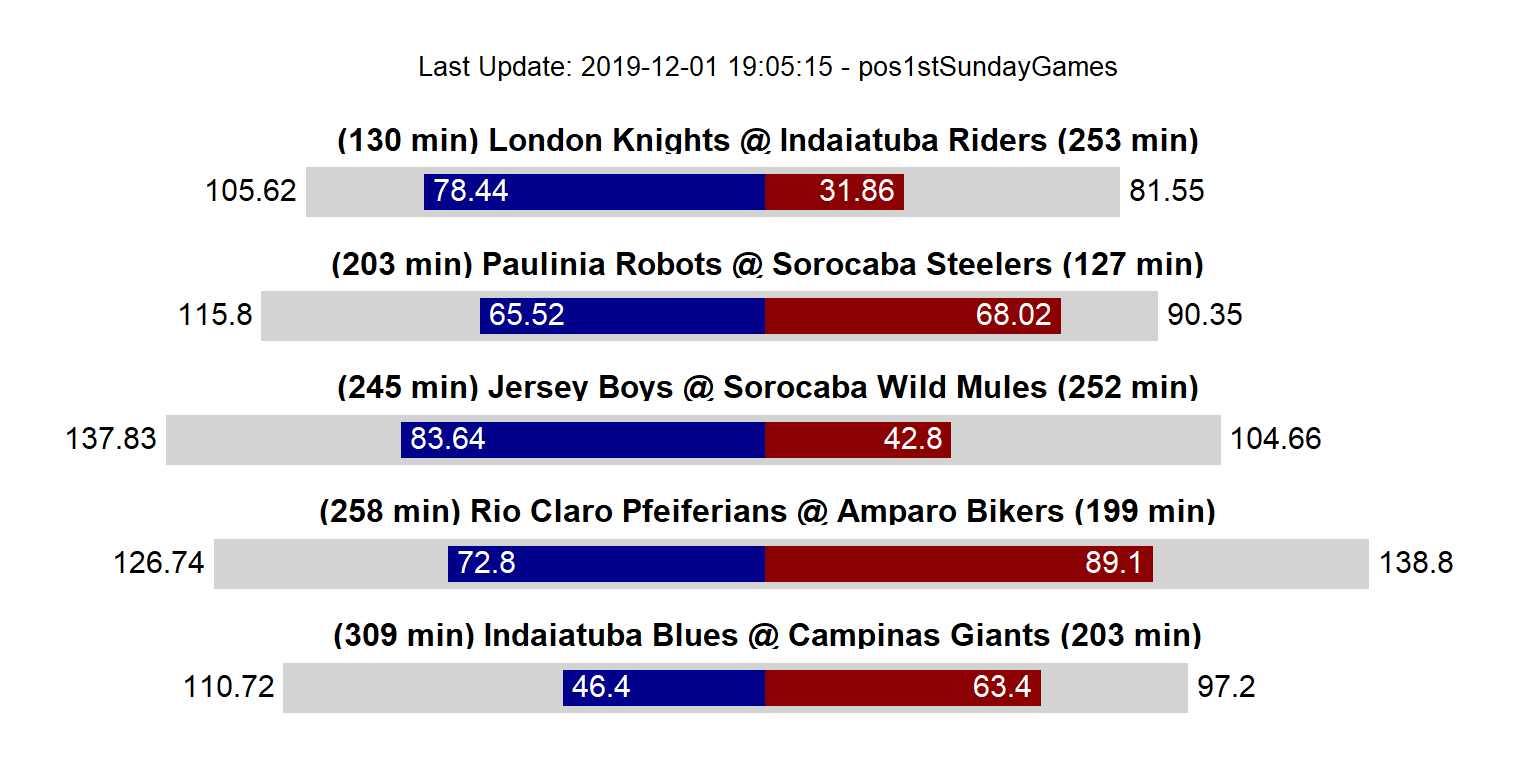 Last Update: 2019-12-01 19:05:15 - pos1stSundayGames
(130 min) London Knights @ Indaiatuba Riders (253 min)
105.62 78.44 31.86 81.55
(203 min) Paulinia Robots @ Sorocaba Steelers (127 min)
115.8 65.52 68.02 90.35
(245 min) Jersey Boys @ Sorocaba Wild Mules (252 min)
137.83 83.64 42.8 104.66
(258 min) Rio Claro Pfeiferians @ Amparo Bikers (199 min)
126.74 72.8 89.1 138.8
(309 min) Indaiatuba Blues @ Campinas Giants (203 min)
110.72 46.4 63.4 97.2